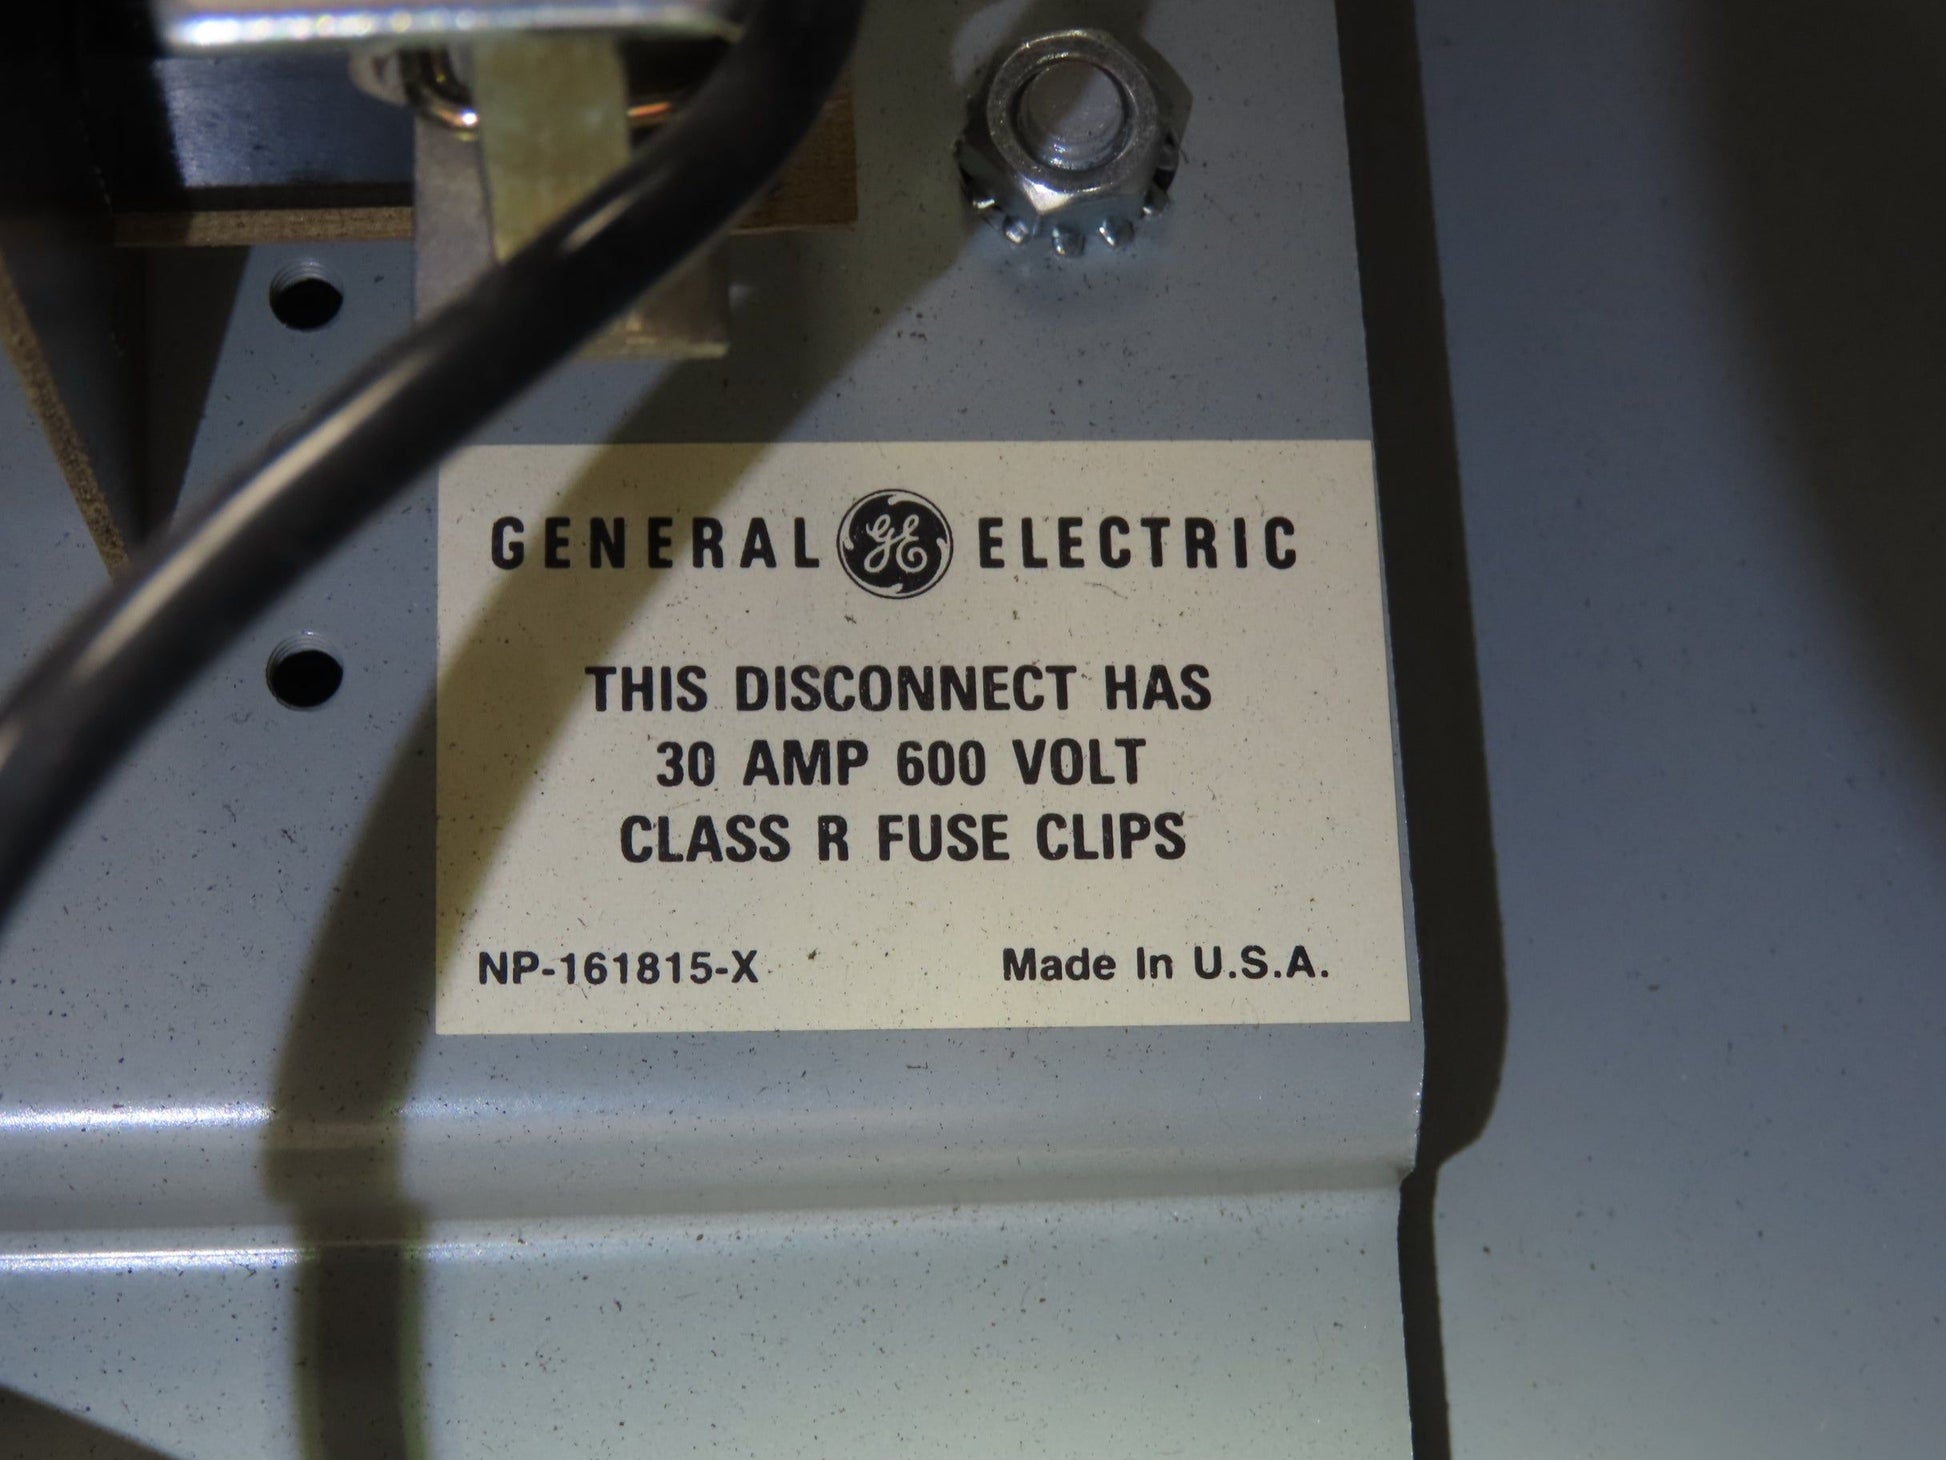 GENERAL GE ELECTRIC
THIS DISCONNECT HAS
30 AMP 600 VOLT
CLASS R FUSE CLIPS
NP-161815-X Made In U.S.A.